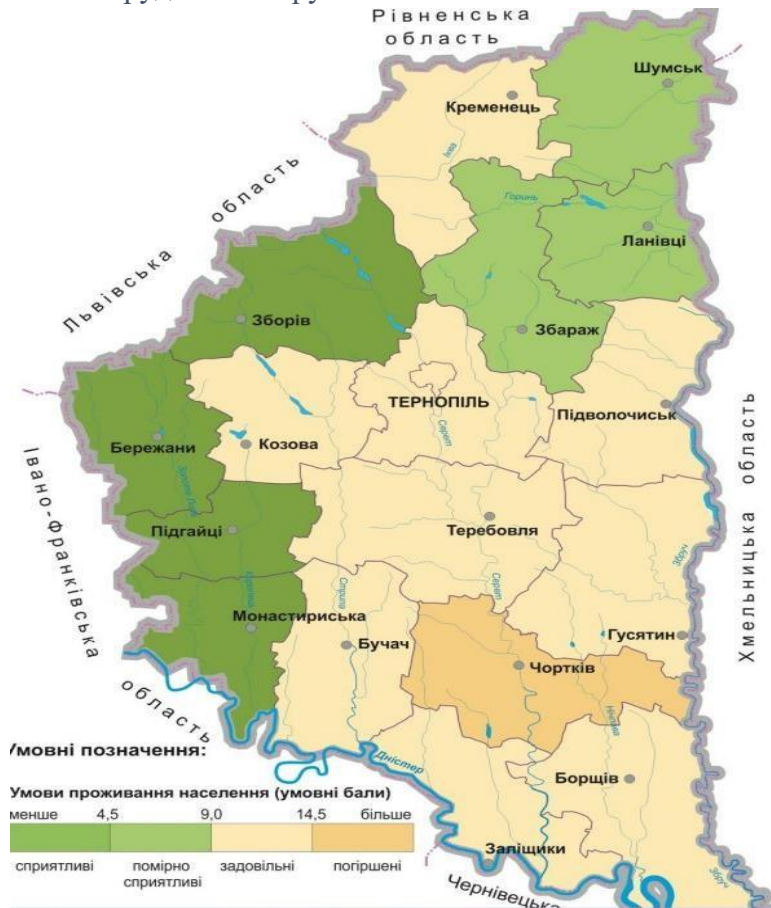 Рівненська
область
Шумськ
Кременець
Іква
Горинь
Ланівці
Львівська область
Зборів
Збараж
ТЕРНОПІЛЬ
Підволочиськ
Серет
Бережани
Козова
Золота Липа
Івано-Франківська
область
Хмельницька область
Підгайці
Теребовля
Збруч
Стрипа
Серет
Монастириська
Бучач
Гусятин
Чортків
Нічлава
Дністер
Борщів
Заліщики
Чернівецька
Збруч
Умовні позначення:
Умови проживання населення (умовні бали)
менше 4,5 9,0 14,5 більше
сприятливі помірно сприятливі задовільні погіршені